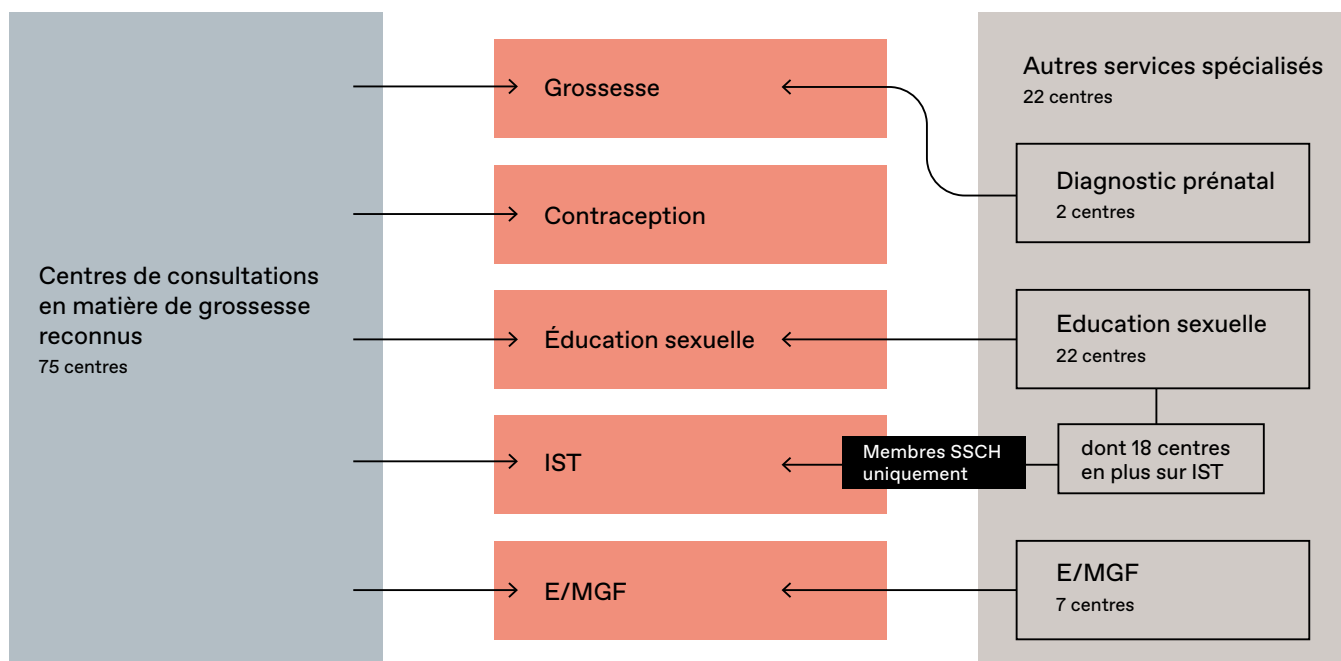 Centres de consultations
en matière de grossesse
reconnus
75 centres
Grossesse
Contraception
Éducation sexuelle
IST
E/MGF
Membres SSCH
uniquement
Autres services spécialisés
22 centres
Diagnostic prénatal
2 centres
Education sexuelle
22 centres
dont 18 centres
en plus sur IST
E/MGF
7 centres